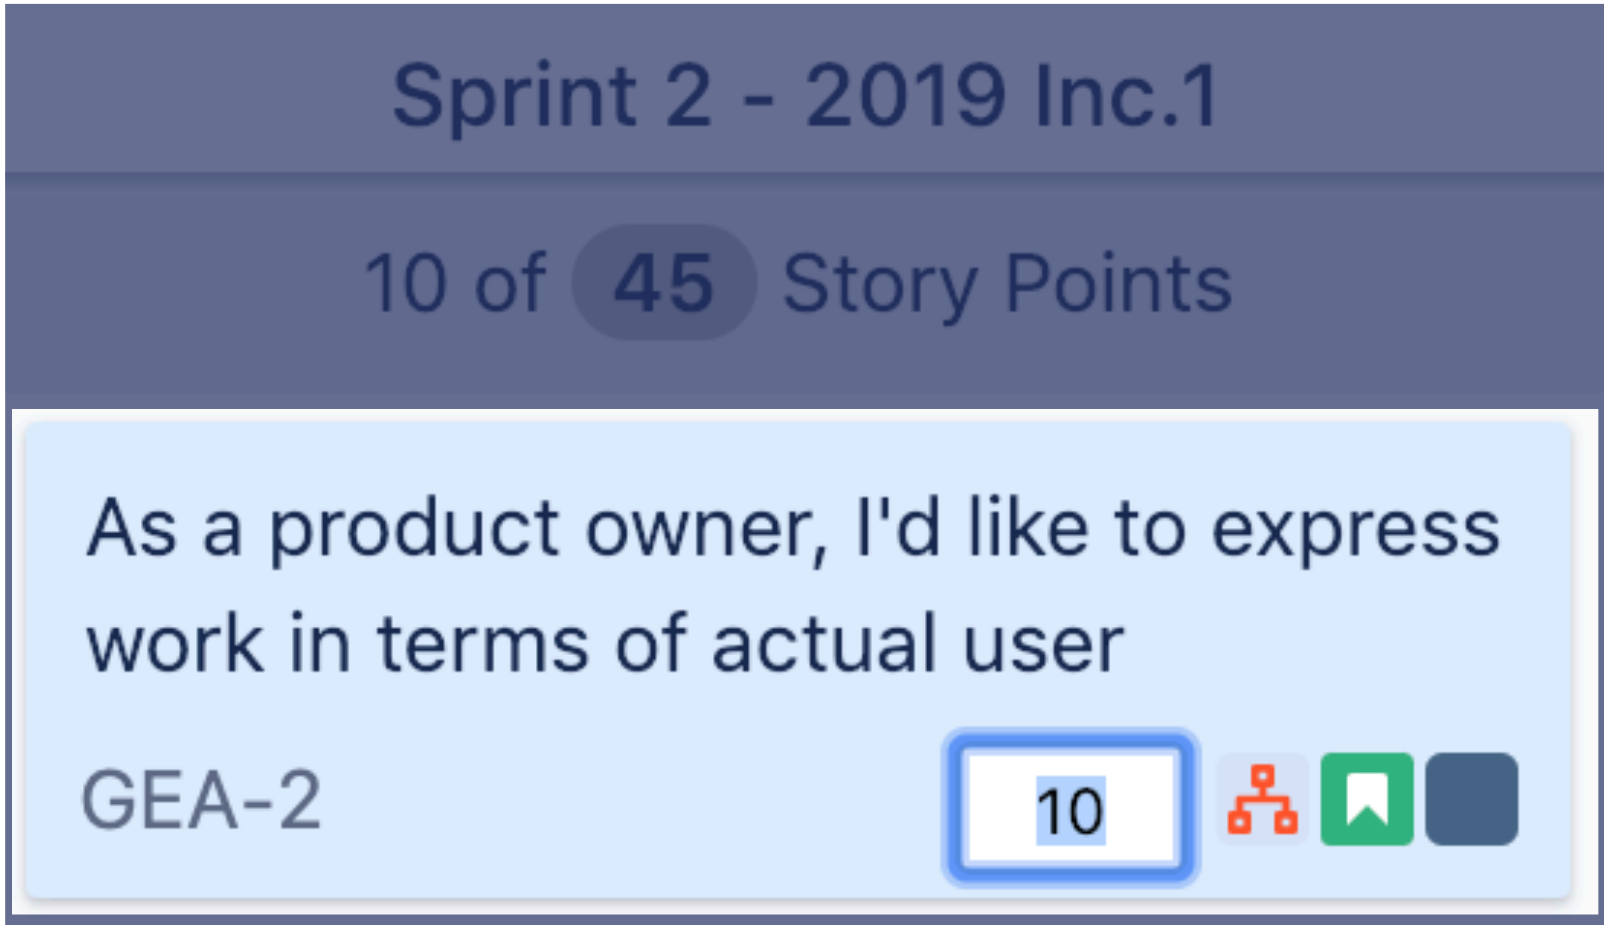 Sprint 2 - 2019 Inc.1
10 of 45 Story Points
As a product owner, I'd like to express
work in terms of actual user
GEA-2 10